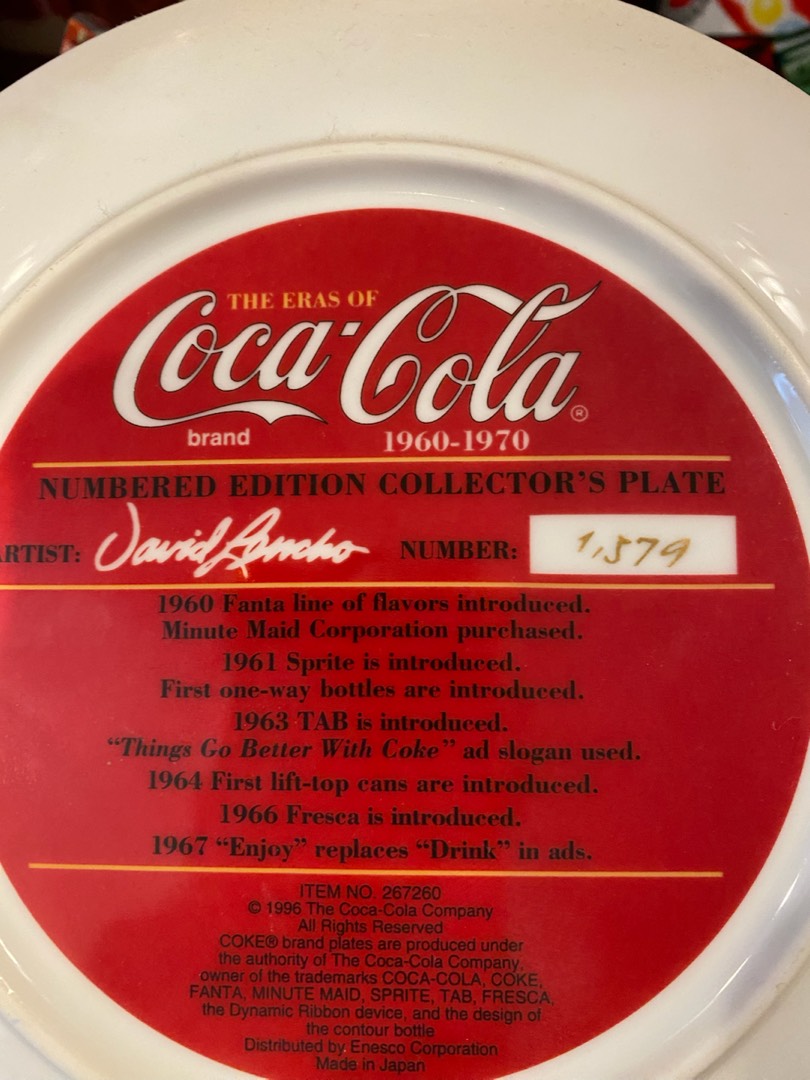 THE ERAS OF
Coca-Cola®
brand 1960-1970
NUMBERED EDITION COLLECTOR'S PLATE
ARTIST: David Lancho NUMBER: 1,579
1960 Fanta line of flavors introduced.
Minute Maid Corporation purchased.
1961 Sprite is introduced.
First one-way bottles are introduced.
1963 TAB is introduced.
“Things Go Better With Coke” ad slogan used.
1964 First lift-top cans are introduced.
1966 Fresca is introduced.
1967 “Enjoy” replaces “Drink” in ads.
ITEM NO. 267260
© 1996 The Coca-Cola Company
All Rights Reserved
COKE® brand plates are produced under
the authority of The Coca-Cola Company,
owner of the trademarks COCA-COLA, COKE,
FANTA, MINUTE MAID, SPRITE, TAB, FRESCA,
the Dynamic Ribbon device, and the design of
the contour bottle
Distributed by Enesco Corporation
Made in Japan